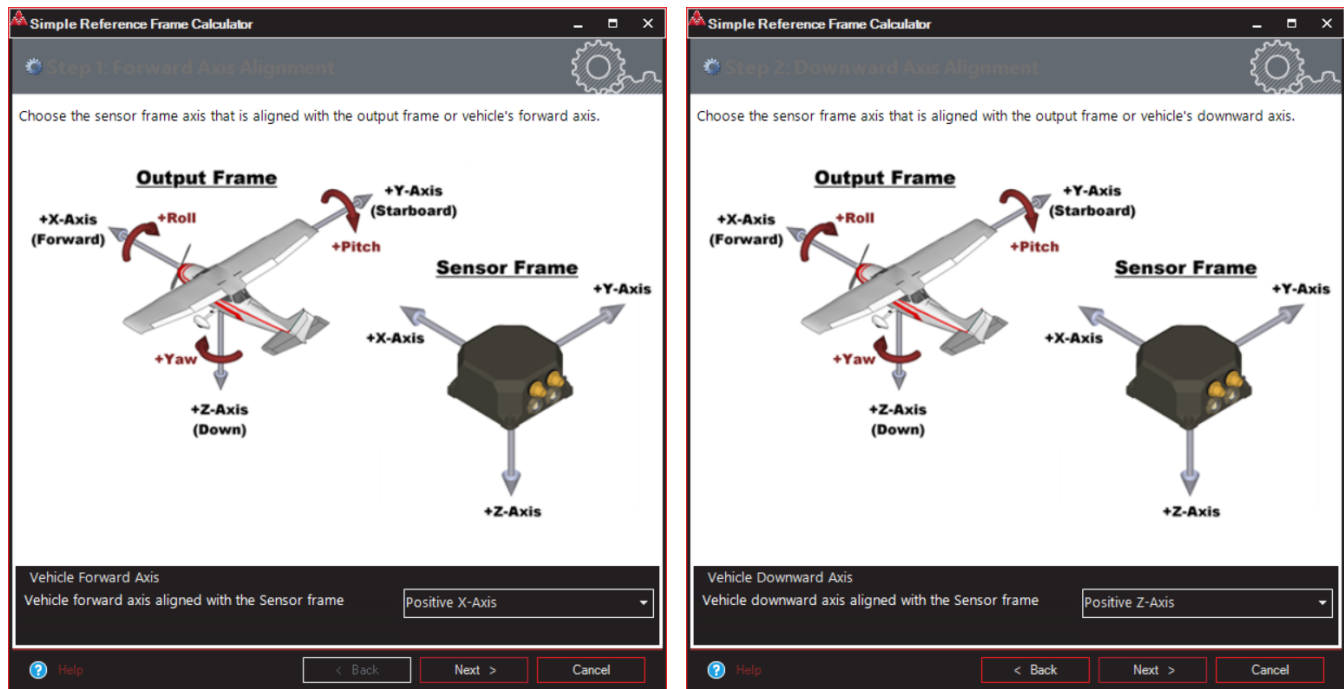 Simple Reference Frame Calculator
Step 1: Forward Axis Alignment
Choose the sensor frame axis that is aligned with the output frame or vehicle's forward axis.
Output Frame
+Y-Axis
(Starboard)
+X-Axis
(Forward)
+Roll
+Pitch
Sensor Frame
+Y-Axis
+X-Axis
+Yaw
+Z-Axis
(Down)
+Z-Axis
Vehicle Forward Axis
Vehicle forward axis aligned with the Sensor frame
Positive X-Axis
? Help
< Back
Next >
Cancel
Simple Reference Frame Calculator
Step 2: Downward Axis Alignment
Choose the sensor frame axis that is aligned with the output frame or vehicle's downward axis.
Output Frame
+Y-Axis
(Starboard)
+X-Axis
(Forward)
+Roll
+Pitch
Sensor Frame
+Y-Axis
+X-Axis
+Yaw
+Z-Axis
(Down)
+Z-Axis
Vehicle Downward Axis
Vehicle downward axis aligned with the Sensor frame
Positive Z-Axis
? Help
< Back
Next >
Cancel